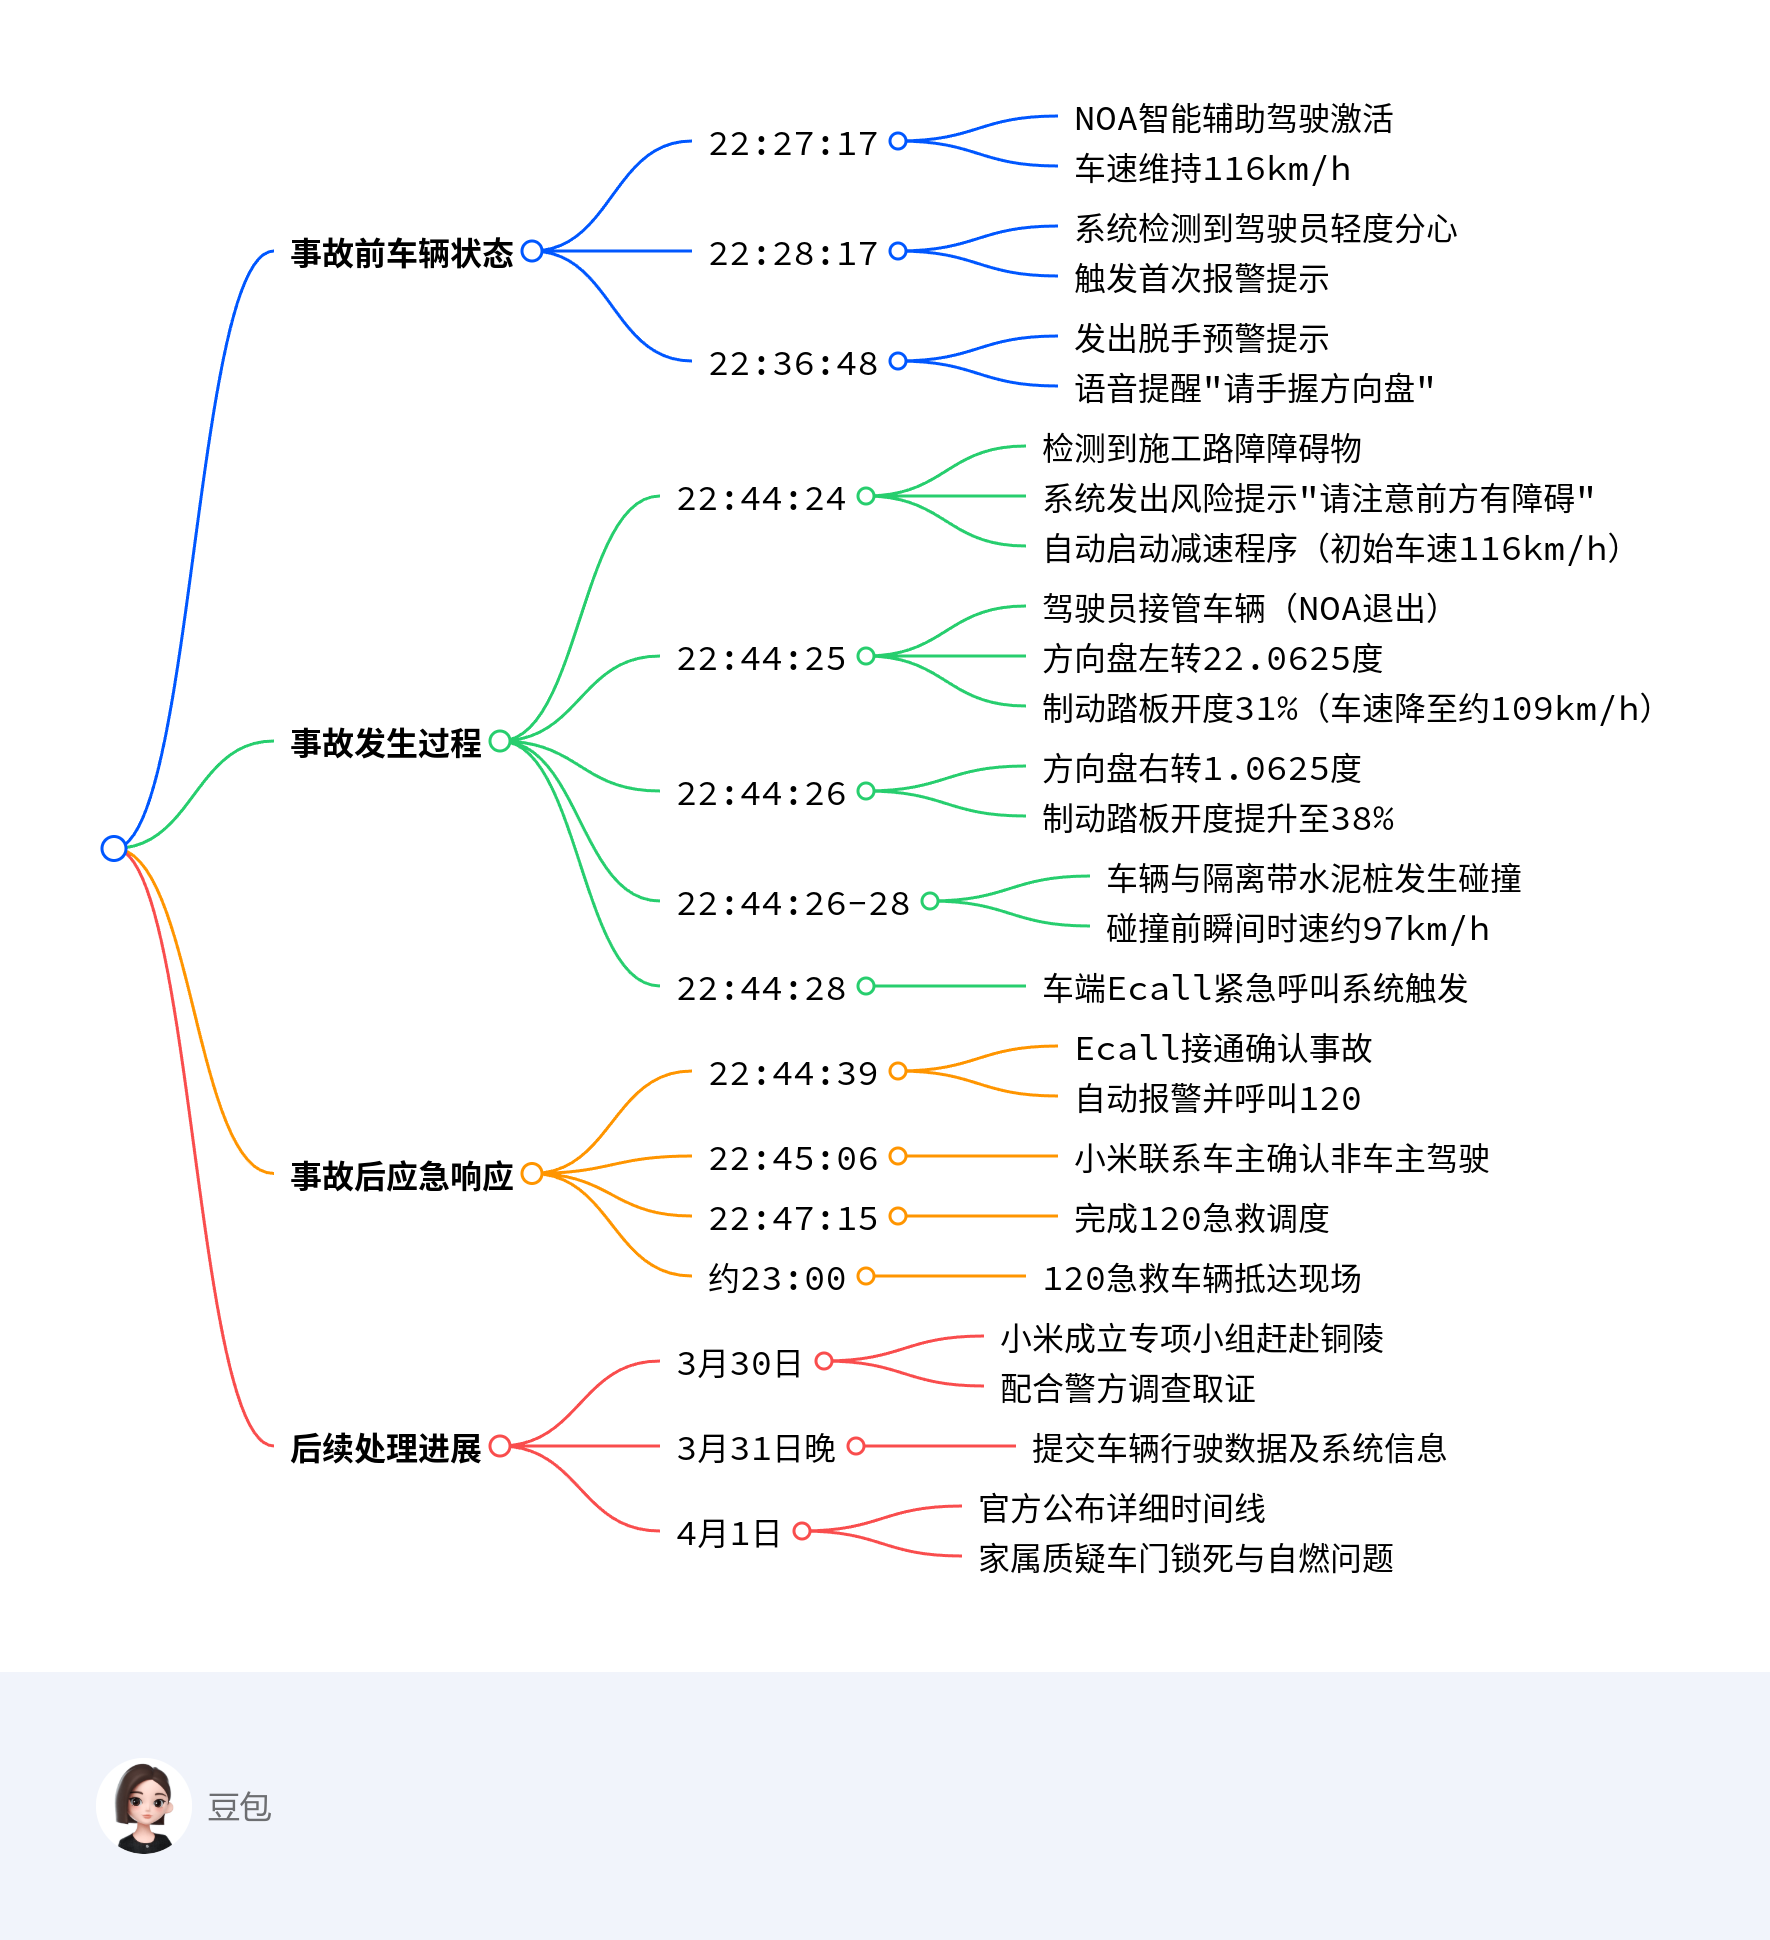 事故前车辆状态
22:27:17
NOA智能辅助驾驶激活
车速维持116km/h
22:28:17
系统检测到驾驶员轻度分心
触发首次报警提示
22:36:48
发出脱手预警提示
语音提醒"请手握方向盘"
事故发生过程
22:44:24
检测到施工路障障碍物
系统发出风险提示"请注意前方有障碍"
自动启动减速程序（初始车速116km/h）
22:44:25
驾驶员接管车辆（NOA退出）
方向盘左转22.0625度
制动踏板开度31%（车速降至约109km/h）
22:44:26
方向盘右转1.0625度
制动踏板开度提升至38%
22:44:26-28
车辆与隔离带水泥桩发生碰撞
碰撞前瞬间时速约97km/h
22:44:28
车端Ecall紧急呼叫系统触发
事故后应急响应
22:44:39
Ecall接通确认事故
自动报警并呼叫120
22:45:06
小米联系车主确认非车主驾驶
22:47:15
完成120急救调度
约23:00
120急救车辆抵达现场
后续处理进展
3月30日
小米成立专项小组赶赴铜陵
配合警方调查取证
3月31日晚
提交车辆行驶数据及系统信息
4月1日
官方公布详细时间线
家属质疑车门锁死与自燃问题
豆包